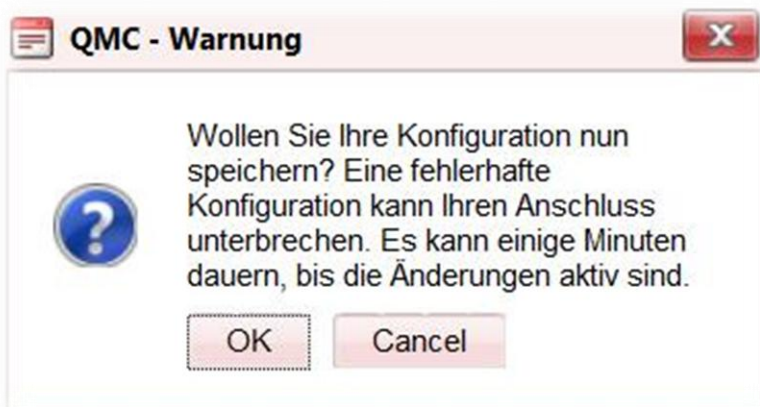 QMC - Warnung
Wollen Sie Ihre Konfiguration nun
speichern? Eine fehlerhafte
Konfiguration kann Ihren Anschluss
unterbrechen. Es kann einige Minuten
dauern, bis die Änderungen aktiv sind.
OK Cancel